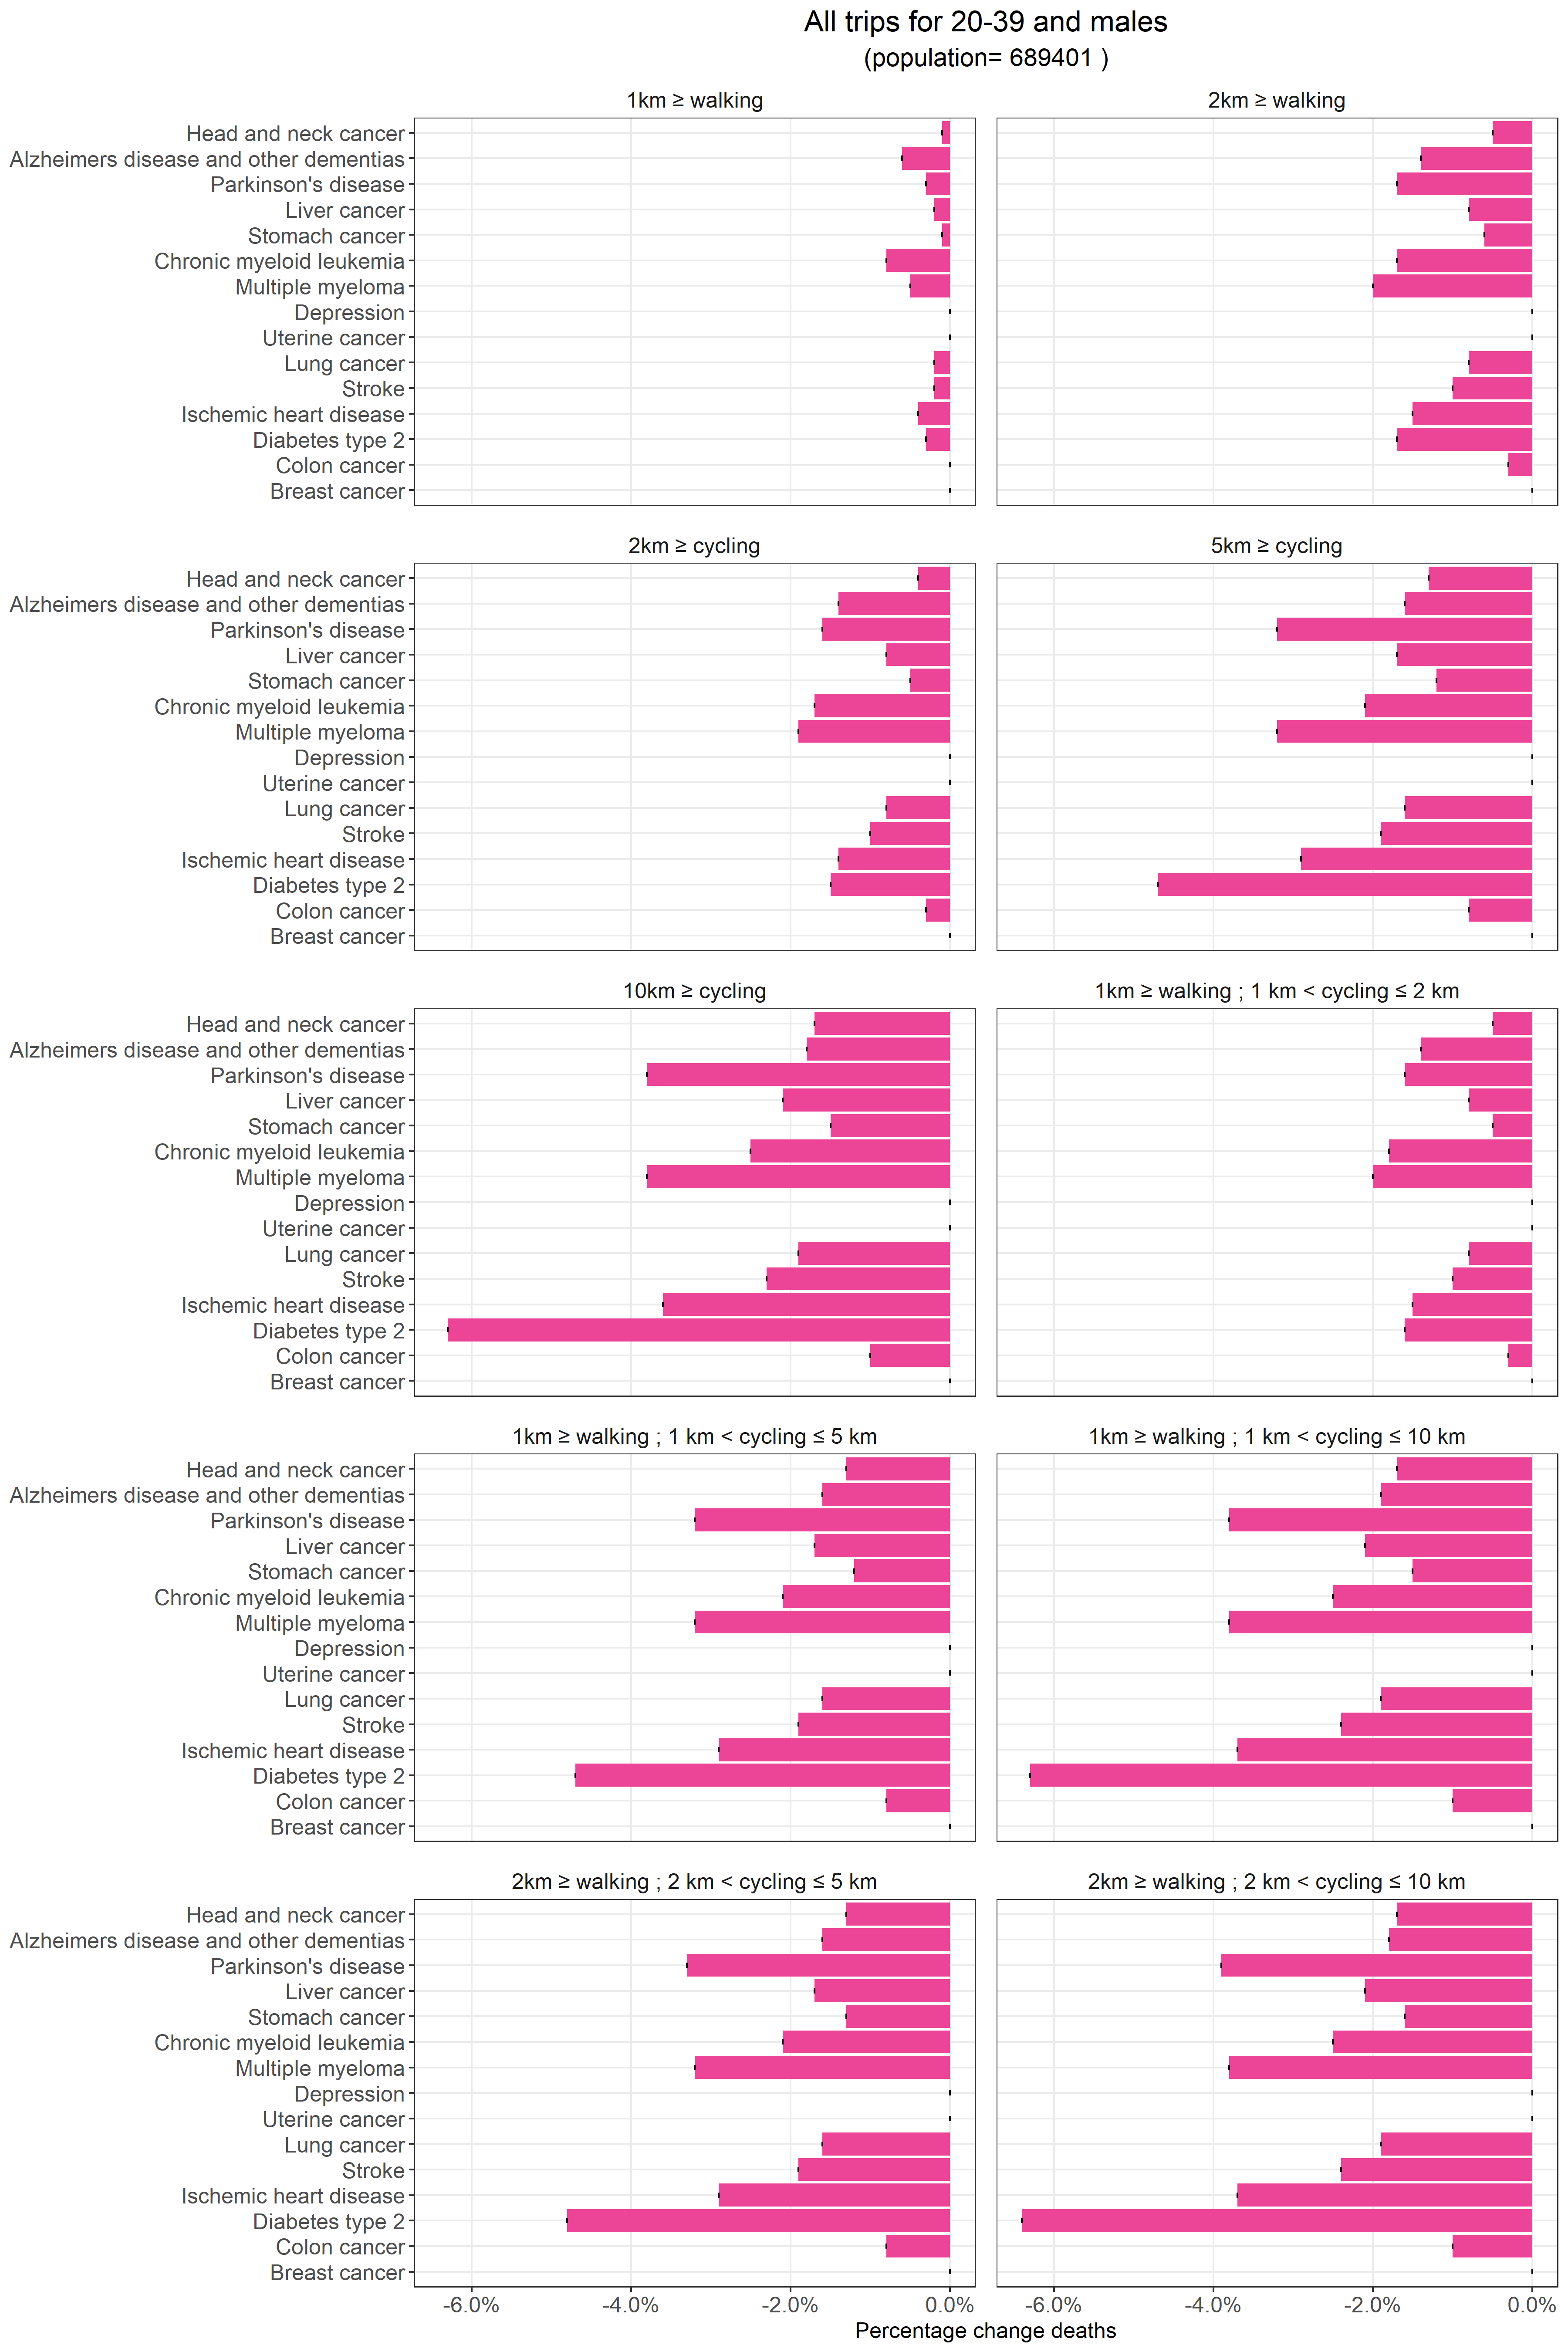 All trips for 20-39 and males
(population= 689401 )
1km ≥ walking
2km ≥ walking
Head and neck cancer
Alzheimers disease and other dementias
Parkinson's disease
Liver cancer
Stomach cancer
Chronic myeloid leukemia
Multiple myeloma
Depression
Uterine cancer
Lung cancer
Stroke
Ischemic heart disease
Diabetes type 2
Colon cancer
Breast cancer
2km ≥ cycling
5km ≥ cycling
Head and neck cancer
Alzheimers disease and other dementias
Parkinson's disease
Liver cancer
Stomach cancer
Chronic myeloid leukemia
Multiple myeloma
Depression
Uterine cancer
Lung cancer
Stroke
Ischemic heart disease
Diabetes type 2
Colon cancer
Breast cancer
10km ≥ cycling
1km ≥ walking ; 1 km < cycling ≤ 2 km
Head and neck cancer
Alzheimers disease and other dementias
Parkinson's disease
Liver cancer
Stomach cancer
Chronic myeloid leukemia
Multiple myeloma
Depression
Uterine cancer
Lung cancer
Stroke
Ischemic heart disease
Diabetes type 2
Colon cancer
Breast cancer
1km ≥ walking ; 1 km < cycling ≤ 5 km
1km ≥ walking ; 1 km < cycling ≤ 10 km
Head and neck cancer
Alzheimers disease and other dementias
Parkinson's disease
Liver cancer
Stomach cancer
Chronic myeloid leukemia
Multiple myeloma
Depression
Uterine cancer
Lung cancer
Stroke
Ischemic heart disease
Diabetes type 2
Colon cancer
Breast cancer
2km ≥ walking ; 2 km < cycling ≤ 5 km
2km ≥ walking ; 2 km < cycling ≤ 10 km
Head and neck cancer
Alzheimers disease and other dementias
Parkinson's disease
Liver cancer
Stomach cancer
Chronic myeloid leukemia
Multiple myeloma
Depression
Uterine cancer
Lung cancer
Stroke
Ischemic heart disease
Diabetes type 2
Colon cancer
Breast cancer
-6.0% -4.0% -2.0% 0.0% -6.0% -4.0% -2.0% 0.0%
Percentage change deaths